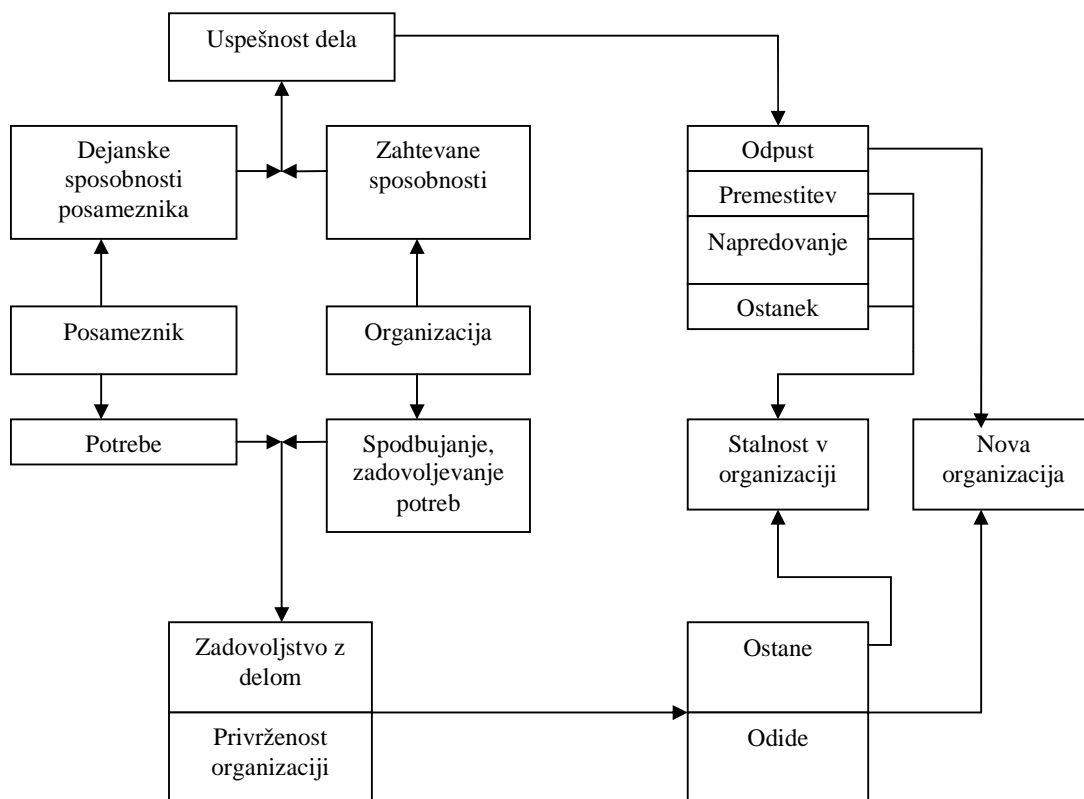 Uspešnost dela
Dejanske
sposobnosti
posameznika
Zahtevane
sposobnosti
Odpust
Premestitev
Napredovanje
Ostanek
Posameznik
Organizacija
Potrebe
Spodbujanje,
zadovoljevanje
potreb
Stalnost v
organizaciji
Nova
organizacija
Zadovoljstvo z
delom
Privrženost
organizaciji
Ostane
Odide